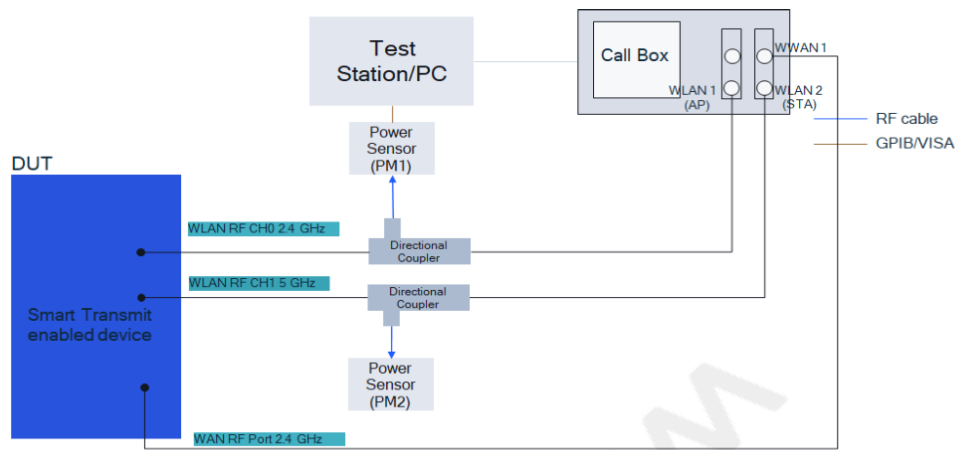 Test
Station/PC
Call Box
WWAN 1
WLAN 1
(AP)
WLAN 2
(STA)
RF cable
GPIB/VISA
Power
Sensor
(PM1)
DUT
WLAN RF CH0 2.4 GHz
Directional
Coupler
WLAN RF CH1 5 GHz
Directional
Coupler
Smart Transmit
enabled device
Power
Sensor
(PM2)
WAN RF Port 2.4 GHz